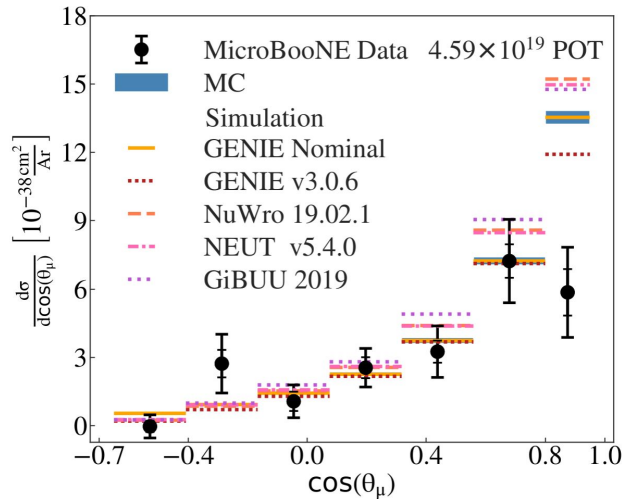 18
15
12
9
6
3
0
MicroBooNE Data 4.59×10¹⁹ POT
MC
Simulation
GENIE Nominal
GENIE v3.0.6
NuWro 19.02.1
NEUT v5.4.0
GiBUU 2019
dσ/dcos(θμ) [10⁻³⁸cm²/Ar]
−0.7 −0.4 0.0 0.4 0.8 1.0
cos(θμ)